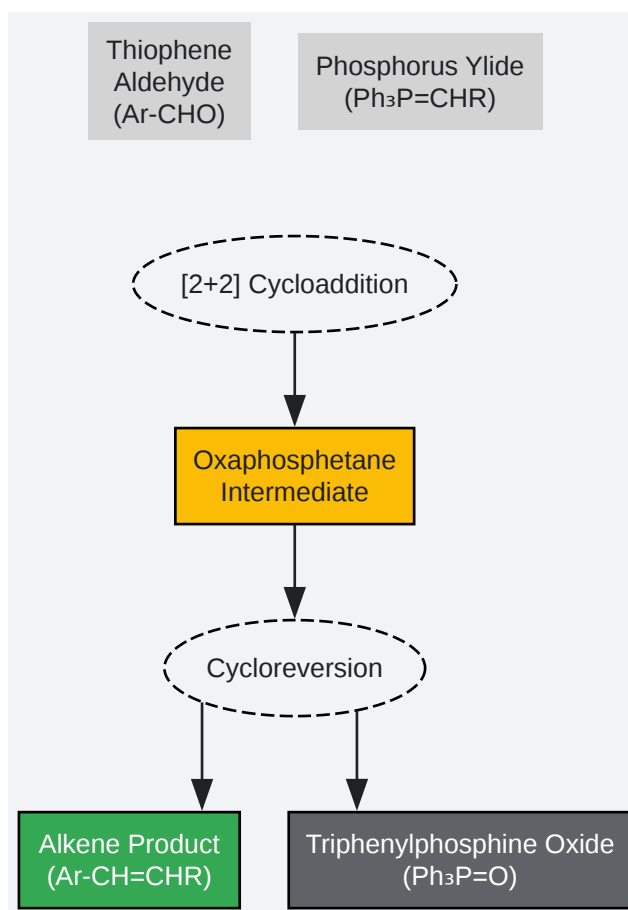 Thiophene
Aldehyde
(Ar-CHO)
Phosphorus Ylide
(Ph₃P=CHR)
[2+2] Cycloaddition
Oxaphosphetane
Intermediate
Cycloreversion
Alkene Product
(Ar-CH=CHR)
Triphenylphosphine Oxide
(Ph₃P=O)